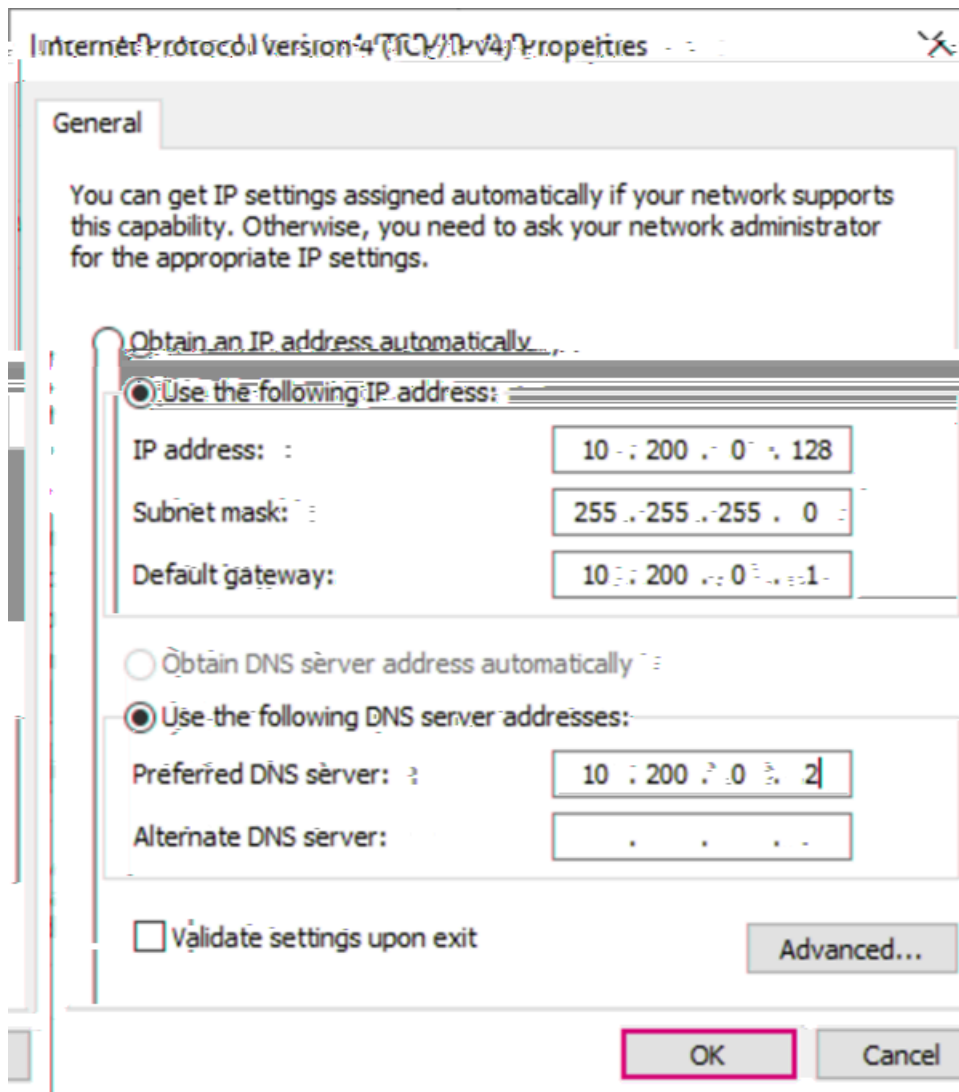 Internet Protocol Version 4 (TCP/IPv4) Properties
General
You can get IP settings assigned automatically if your network supports
this capability. Otherwise, you need to ask your network administrator
for the appropriate IP settings.
Obtain an IP address automatically
Use the following IP address:
IP address: 10 . 200 . 0 . 128
Subnet mask: 255 . 255 . 255 . 0
Default gateway: 10 . 200 . 0 . 1
Obtain DNS server address automatically
Use the following DNS server addresses:
Preferred DNS server: 10 . 200 . 0 . 2
Alternate DNS server: . . .
Validate settings upon exit
Advanced...
OK Cancel